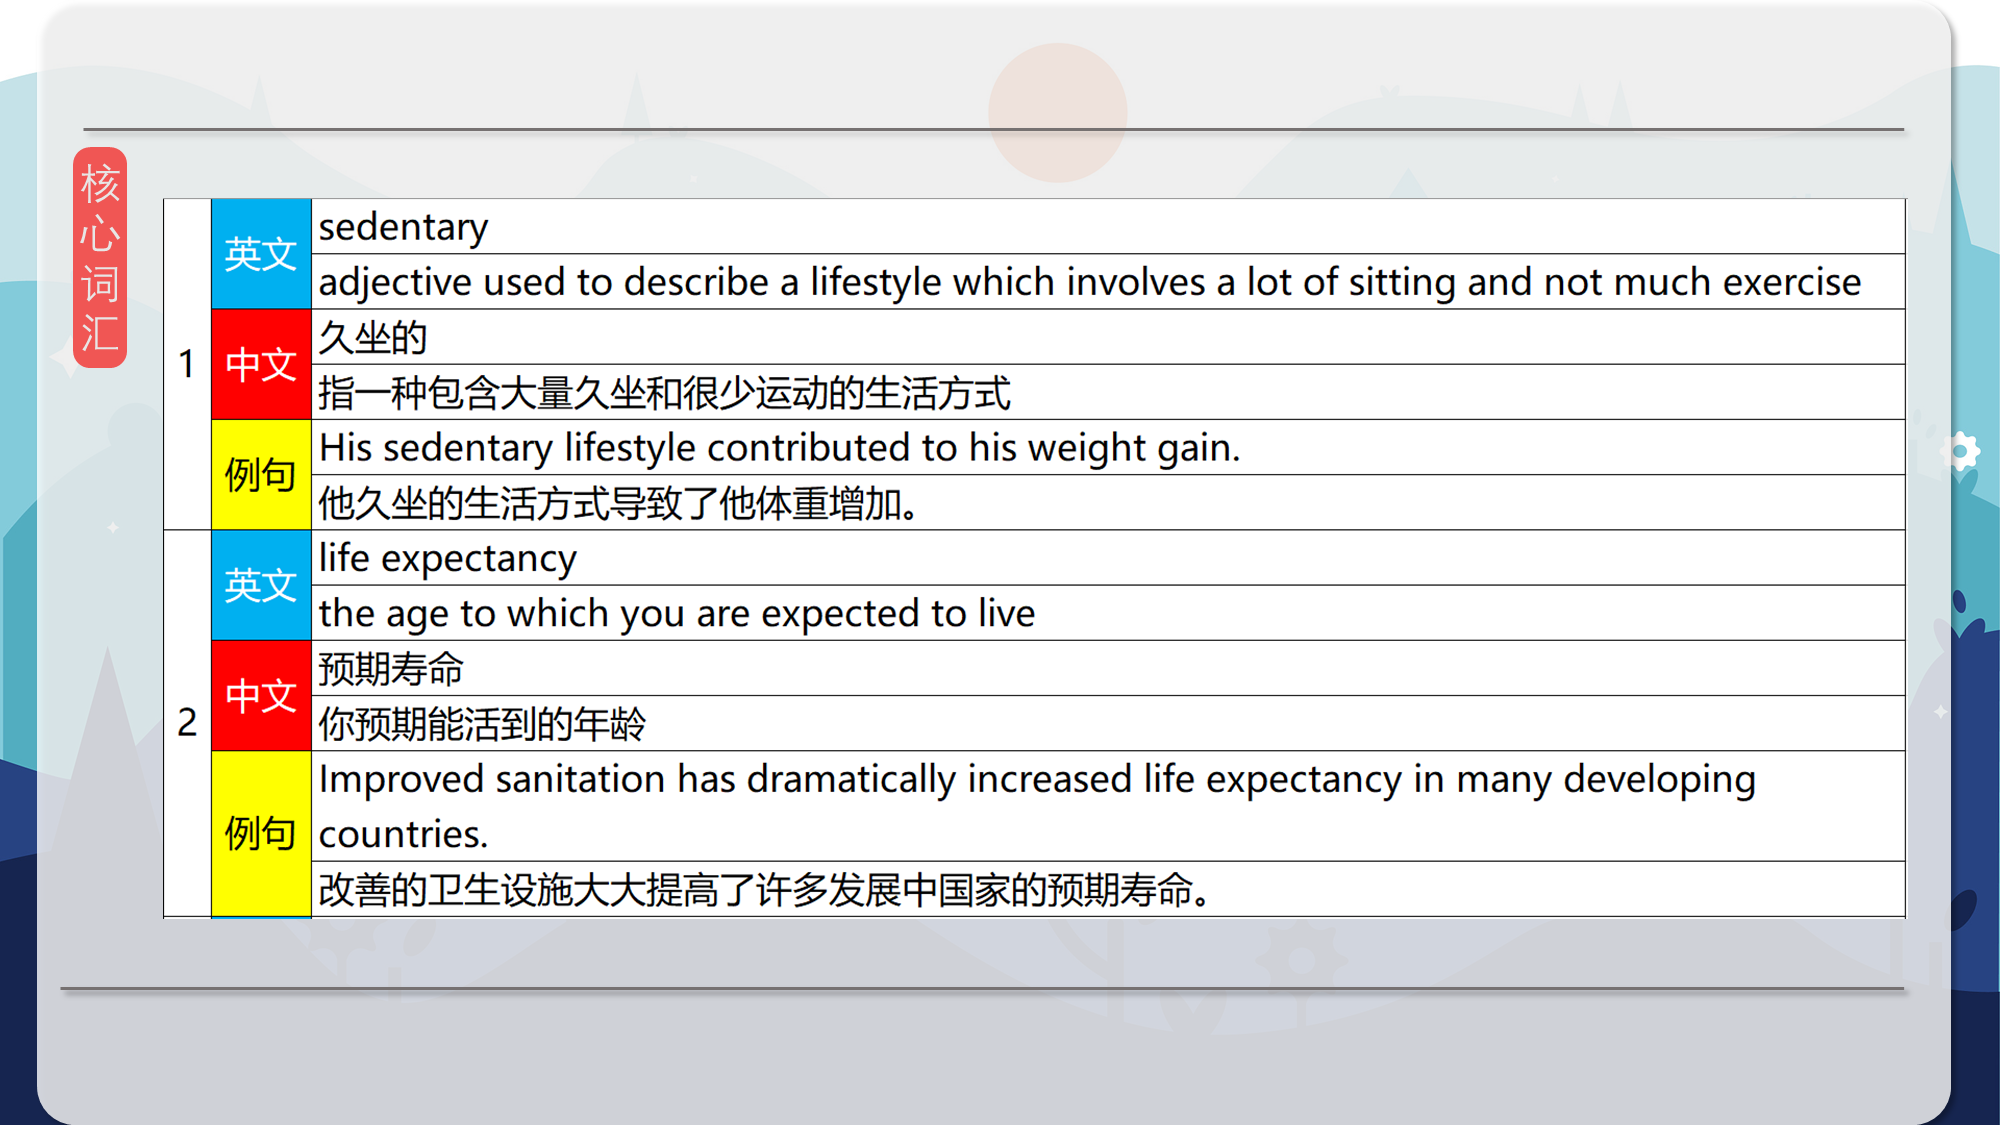 核心词汇
1
英文
sedentary
adjective used to describe a lifestyle which involves a lot of sitting and not much exercise
中文
久坐的
指一种包含大量久坐和很少运动的生活方式
例句
His sedentary lifestyle contributed to his weight gain.
他久坐的生活方式导致了他体重增加。
2
英文
life expectancy
the age to which you are expected to live
中文
预期寿命
你预期能活到的年龄
例句
Improved sanitation has dramatically increased life expectancy in many developing
countries.
改善的卫生设施大大提高了许多发展中国家的预期寿命。